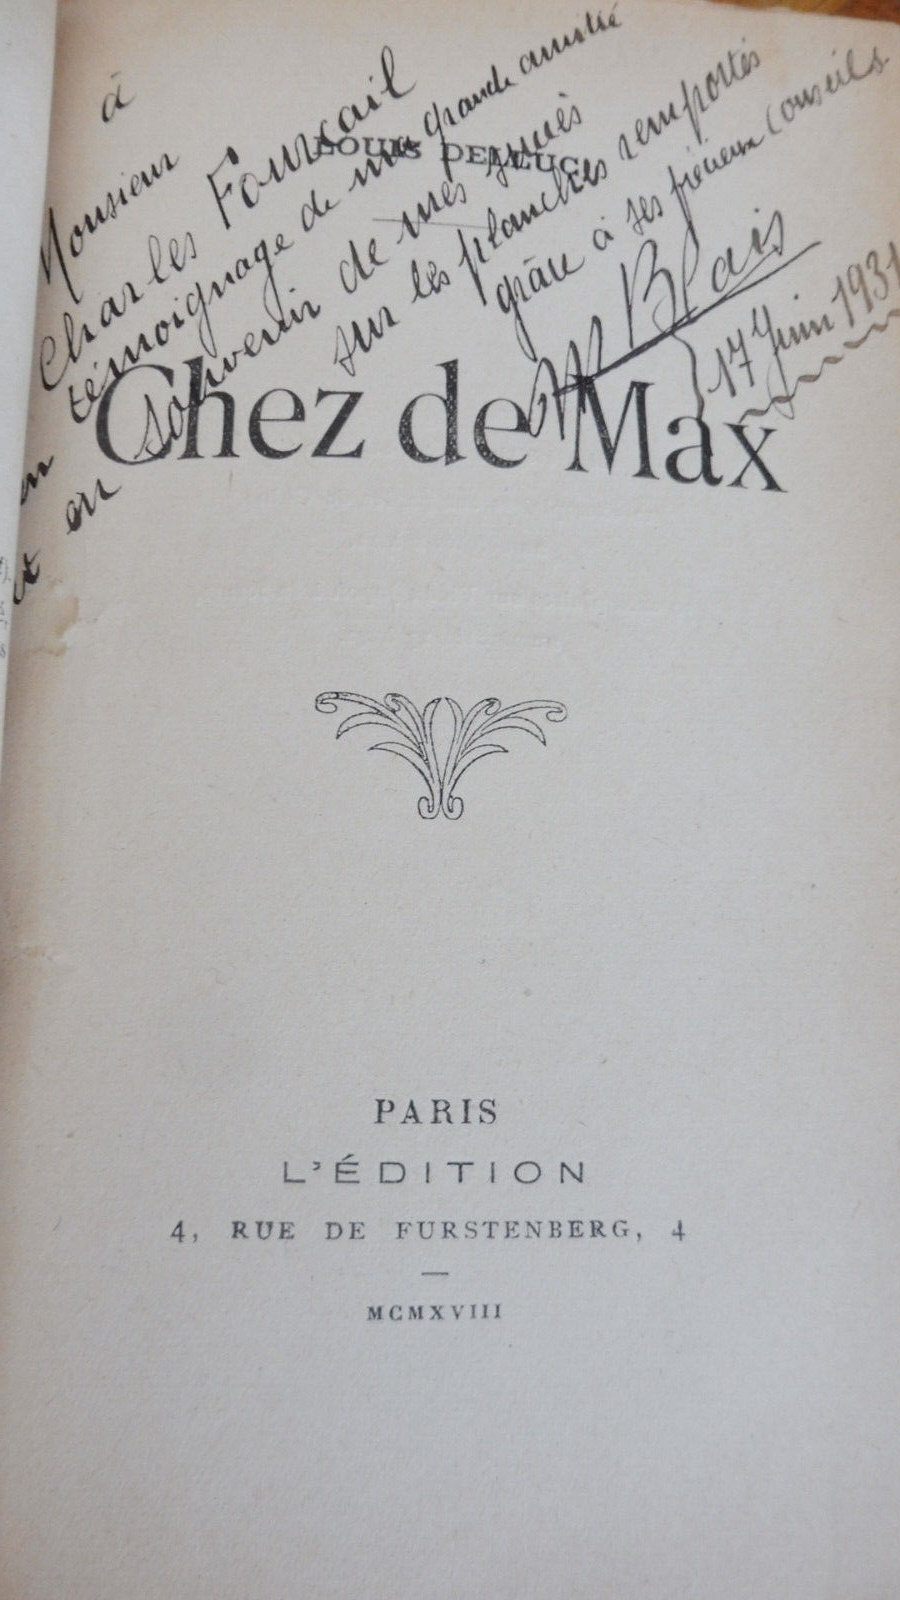 à
Monsieur
Charles Fourcail
en témoignage de ma grande amitié
et en souvenir de mes succès
sur les planches remportés
grâce à ses précieux conseils
M Blais
17 Juin 1931
LOUIS DELLUC
Chez de Max
PARIS
L'ÉDITION
4, RUE DE FURSTENBERG, 4
MCMXVIII